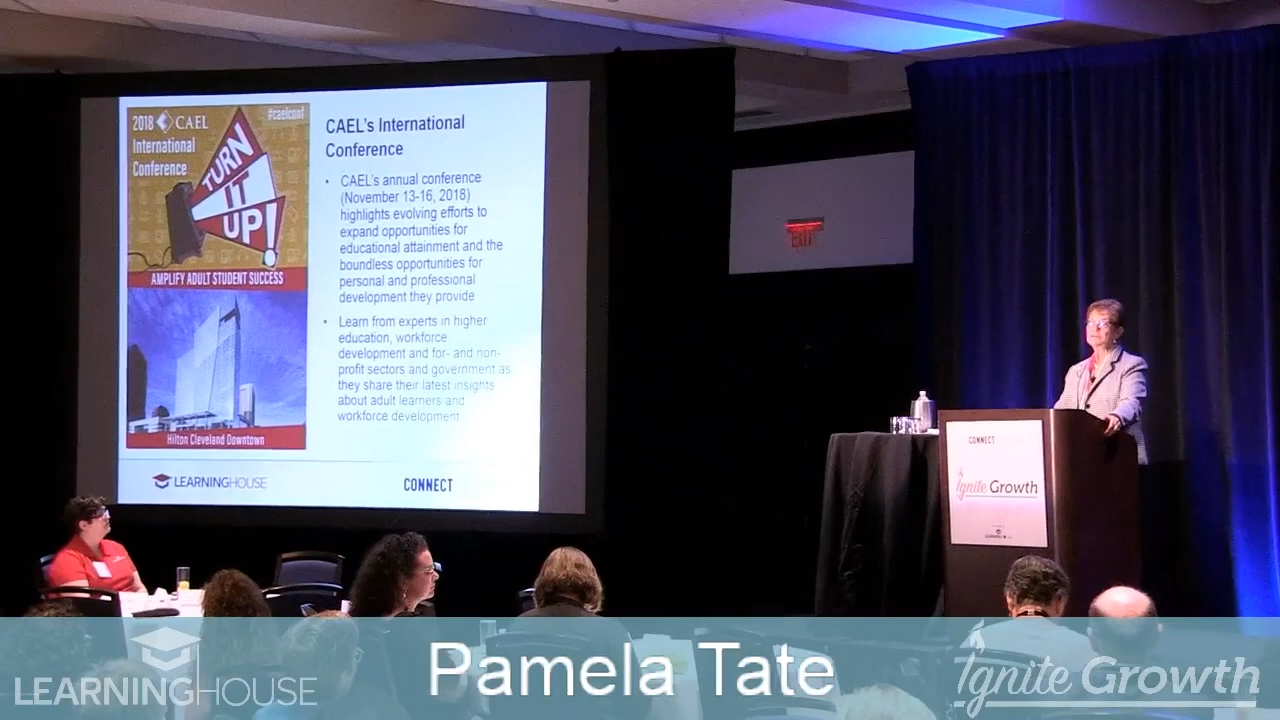 2018 CAEL
#caelconf
International
Conference
TURN
IT
UP!
AMPLIFY ADULT STUDENT SUCCESS
Hilton Cleveland Downtown
CAEL's International
Conference
• CAEL's annual conference
(November 13-16, 2018)
highlights evolving efforts to
expand opportunities for
educational attainment and the
boundless opportunities for
personal and professional
development they provide
• Learn from experts in higher
education, workforce
development and for- and non-
profit sectors and government as
they share their latest insights
about adult learners and
workforce development
LEARNINGHOUSE
CONNECT
EXIT
CONNECT
Ignite Growth
LEARNINGHOUSE
Pamela Tate
Ignite Growth